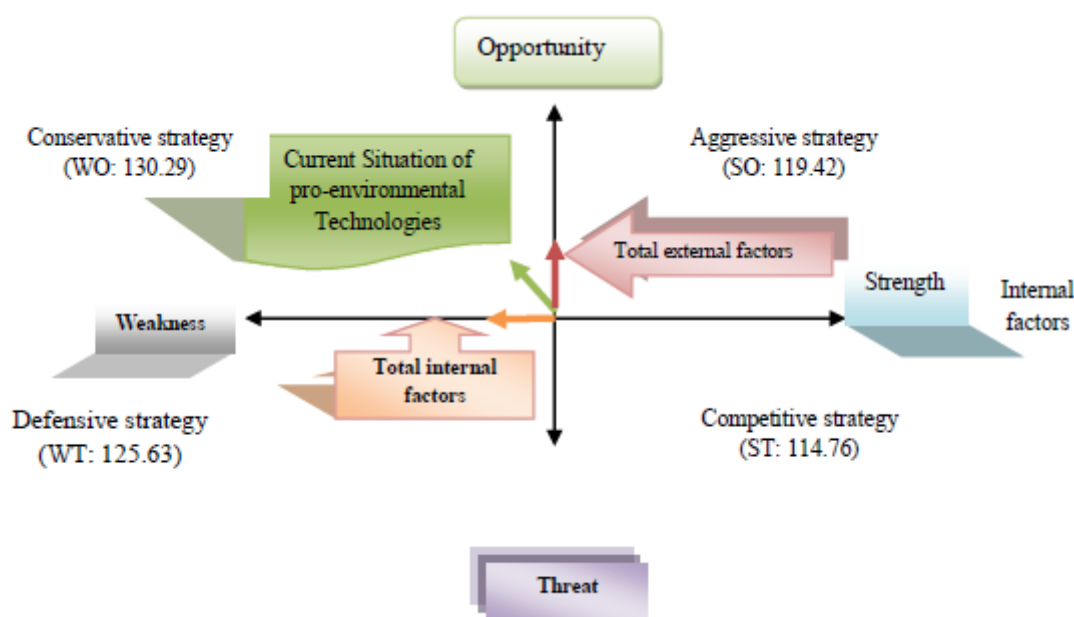 Opportunity
Conservative strategy
(WO: 130.29)
Current Situation of
pro-environmental
Technologies
Aggressive strategy
(SO: 119.42)
Total external factors
Strength
Internal
factors
Weakness
Total internal
factors
Defensive strategy
(WT: 125.63)
Competitive strategy
(ST: 114.76)
Threat